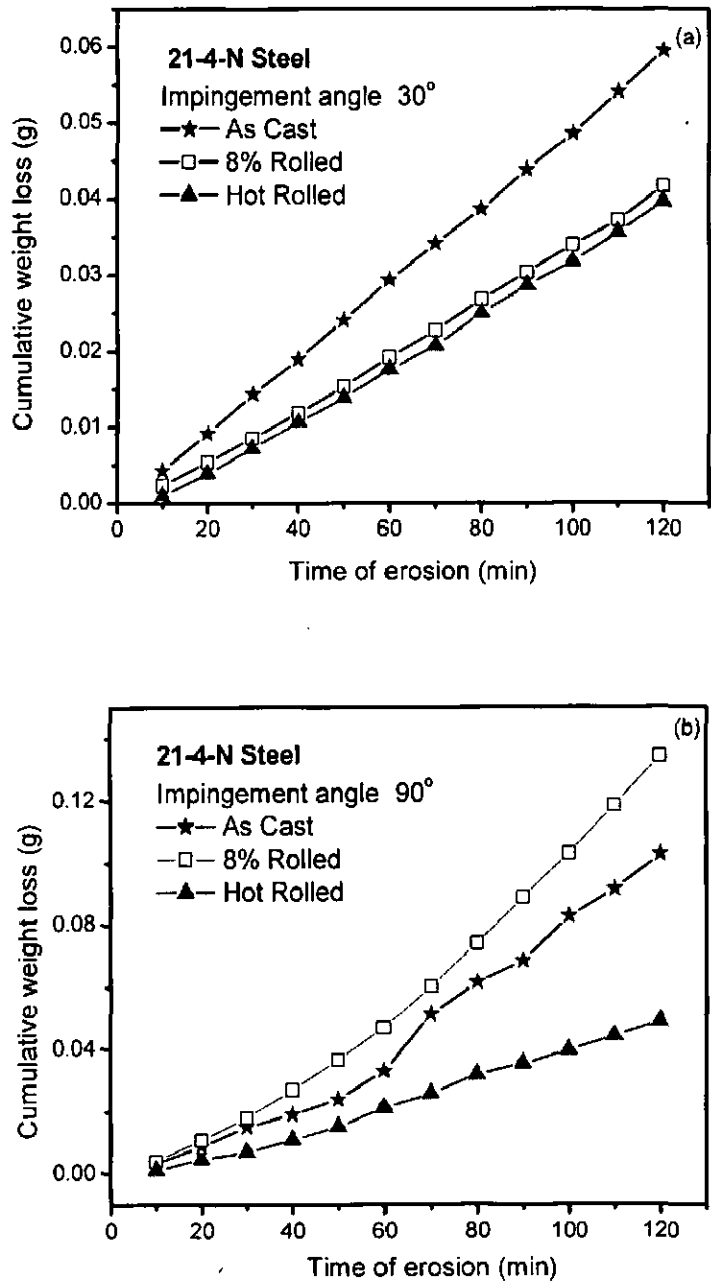 (a)
21-4-N Steel
Impingement angle 30°
As Cast
8% Rolled
Hot Rolled
0.06
0.05
0.04
0.03
0.02
0.01
0.00
Cumulative weight loss (g)
0 20 40 60 80 100 120
Time of erosion (min)
(b)
21-4-N Steel
Impingement angle 90°
As Cast
8% Rolled
Hot Rolled
0.12
0.08
0.04
0.00
Cumulative weight loss (g)
0 20 40 60 80 100 120
Time of erosion (min)